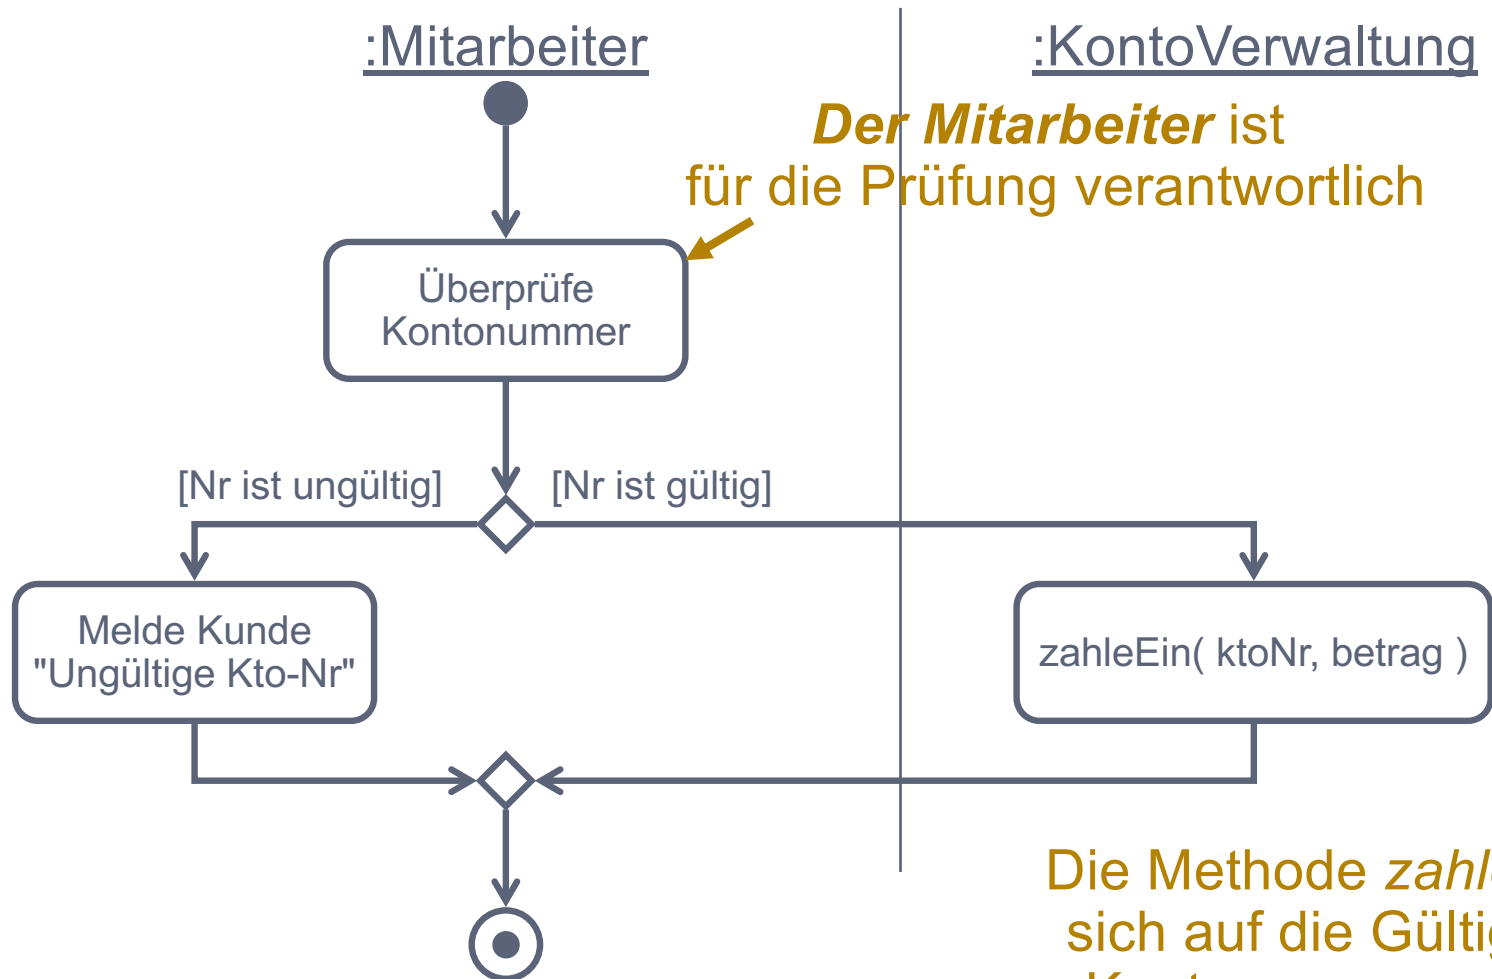 :Mitarbeiter
:KontoVerwaltung
Der Mitarbeiter ist
für die Prüfung verantwortlich
Überprüfe
Kontonummer
[Nr ist ungültig]
[Nr ist gültig]
Melde Kunde
"Ungültige Kto-Nr"
zahleEin( ktoNr, betrag )
Die Methode
sich auf die